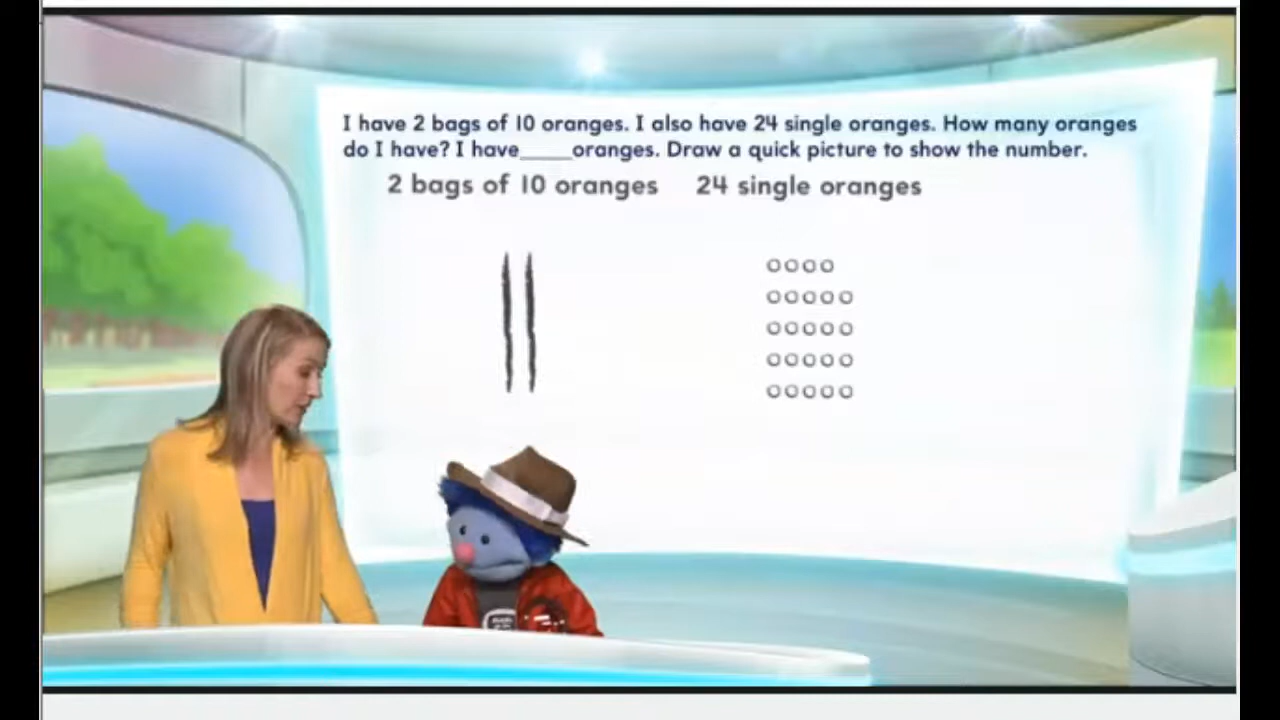 I have 2 bags of 10 oranges. I also have 24 single oranges. How many oranges
do I have? I have____oranges. Draw a quick picture to show the number.
2 bags of 10 oranges 24 single oranges